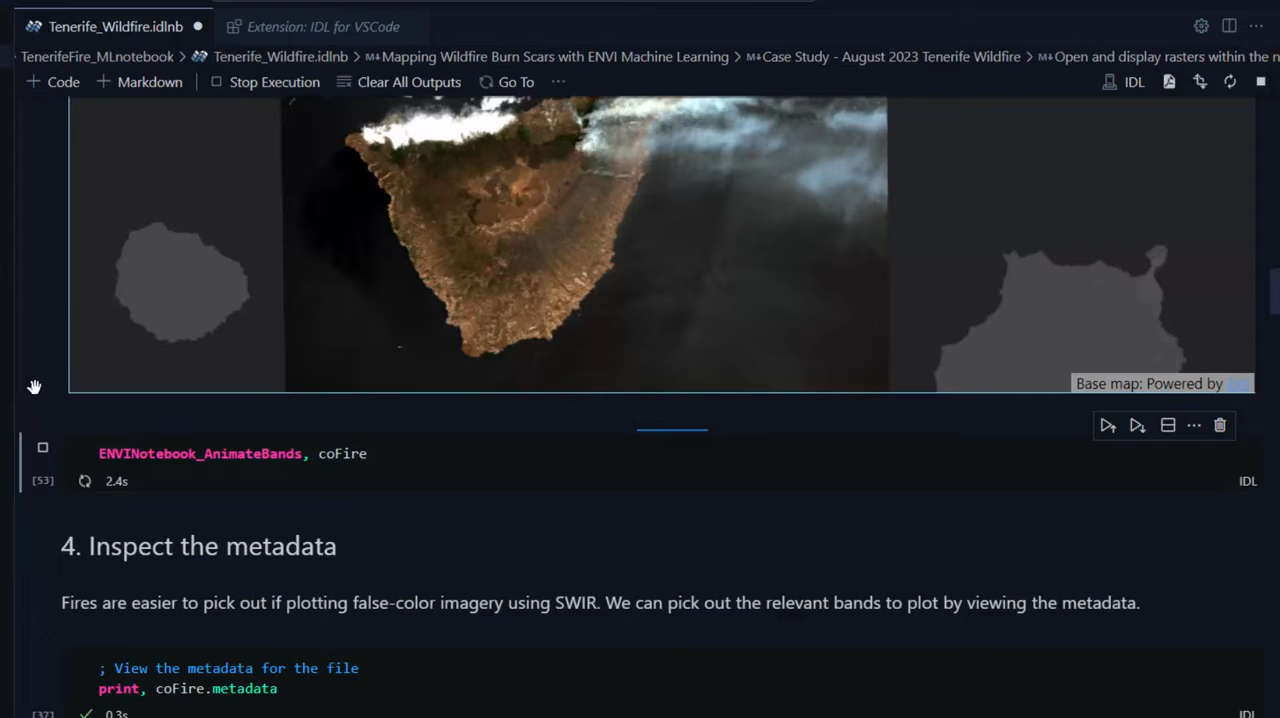 Tenerife_Wildfire.idlnb
Extension: IDL for VSCode
TenerifeFire_MLnotebook > Tenerife_Wildfire.idlnb > M↓Mapping Wildfire Burn Scars with ENVI Machine Learning > M↓Case Study - August 2023 Tenerife Wildfire > M↓Open and display rasters within the n
+ Code + Markdown Stop Execution Clear All Outputs Go To ... IDL
Base map: Powered by
ENVINotebook_AnimateBands, coFire
[53] 2.4s IDL
4. Inspect the metadata
Fires are easier to pick out if plotting false-color imagery using SWIR. We can pick out the relevant bands to plot by viewing the metadata.
; View the metadata for the file
print, coFire.metadata
[37] 0.3s IDL